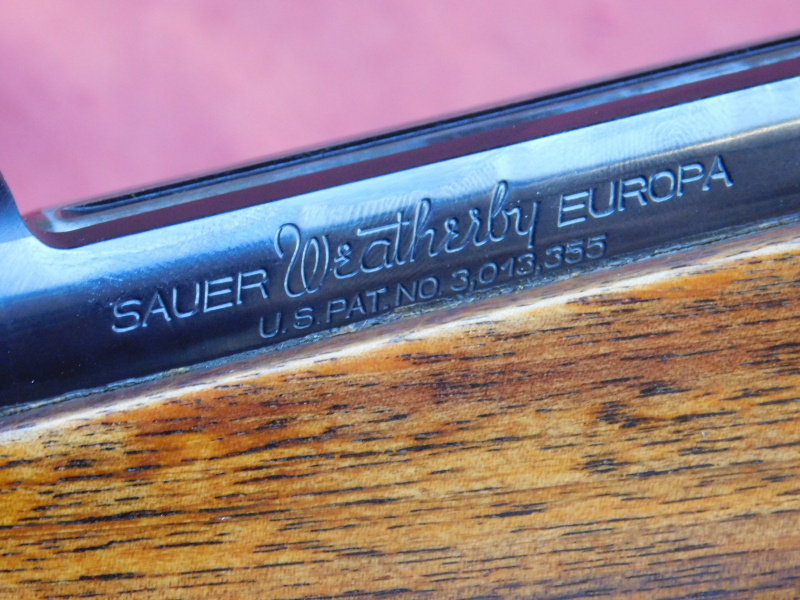 SAUER Weatherby EUROPA
U.S. PAT. NO. 3,013,355